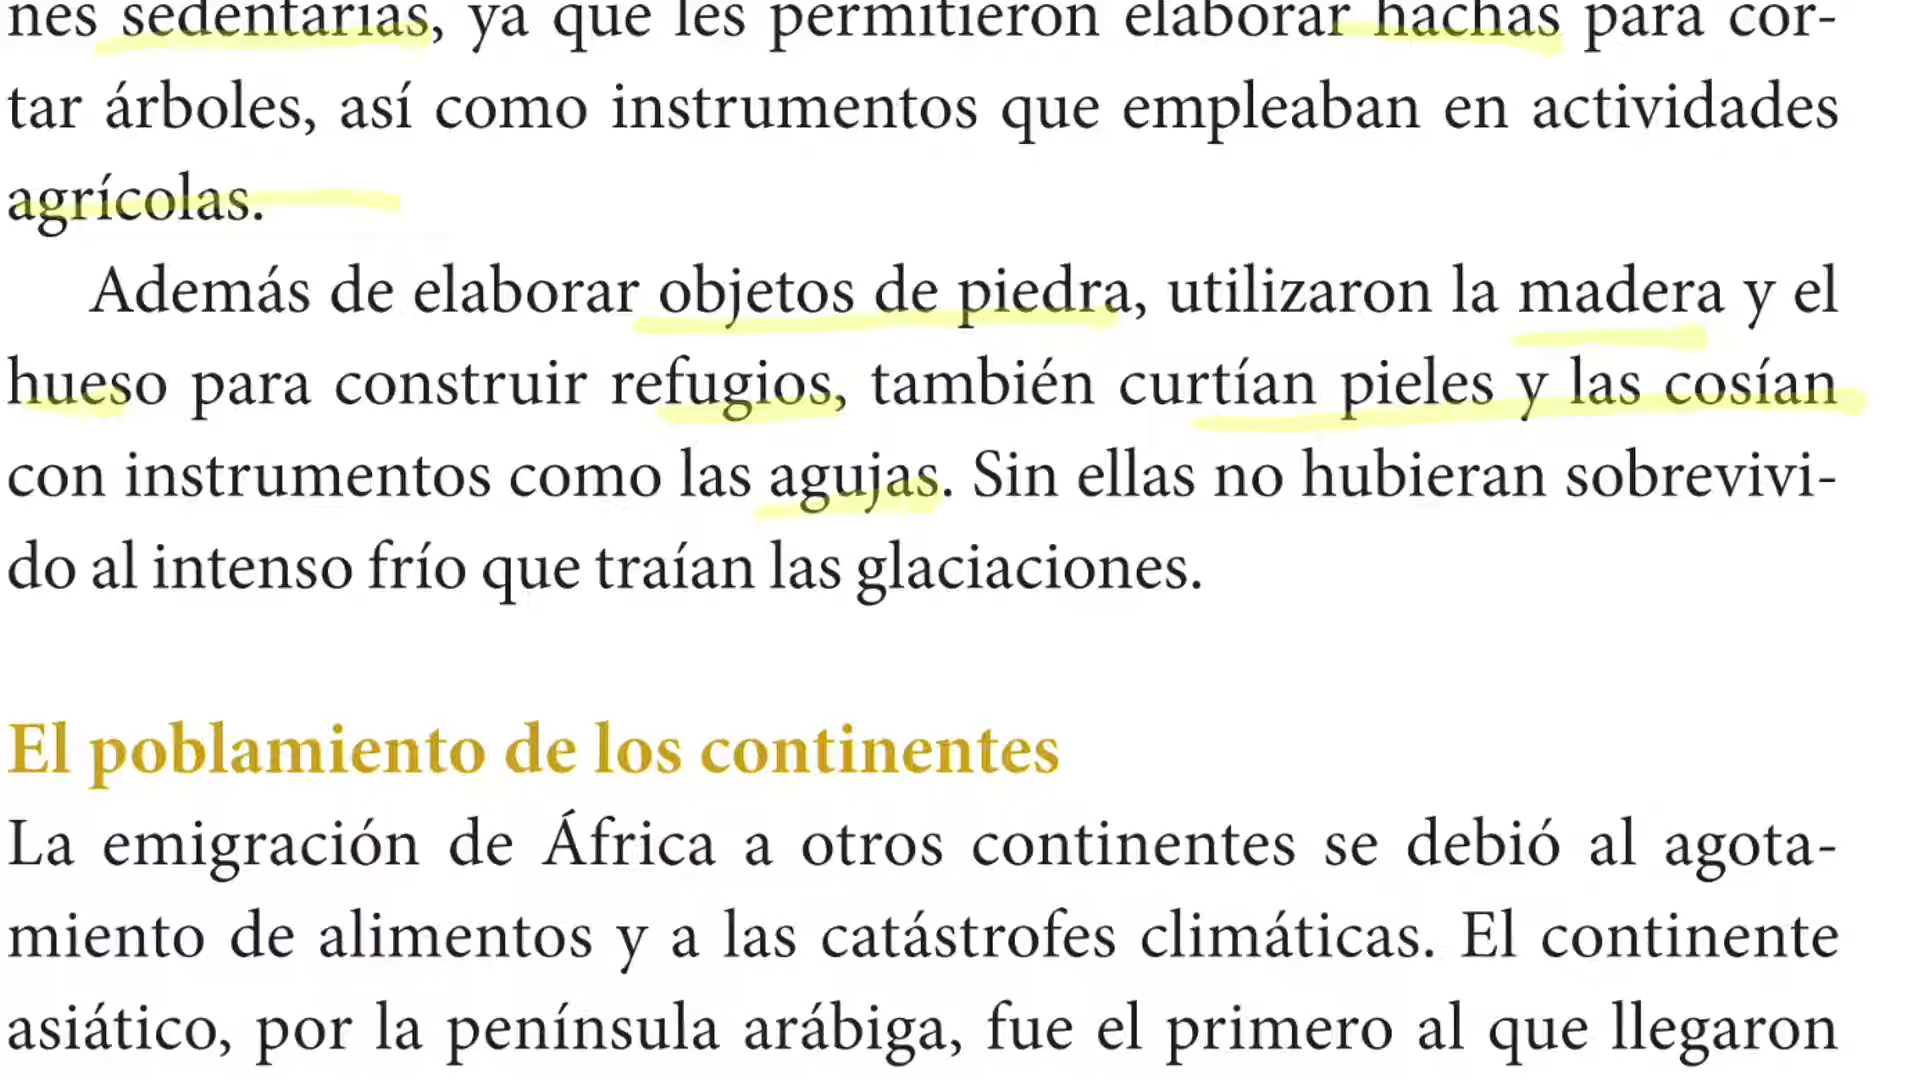 nes sedentarias, ya que les permitieron elaborar hachas para cor-
tar árboles, así como instrumentos que empleaban en actividades
agrícolas.
Además de elaborar objetos de piedra, utilizaron la madera y el
hueso para construir refugios, también curtían pieles y las cosían
con instrumentos como las agujas. Sin ellas no hubieran sobrevivi-
do al intenso frío que traían las glaciaciones.
El poblamiento de los continentes
La emigración de África a otros continentes se debió al agota-
miento de alimentos y a las catástrofes climáticas. El continente
asiático, por la península arábiga, fue el primero al que llegaron